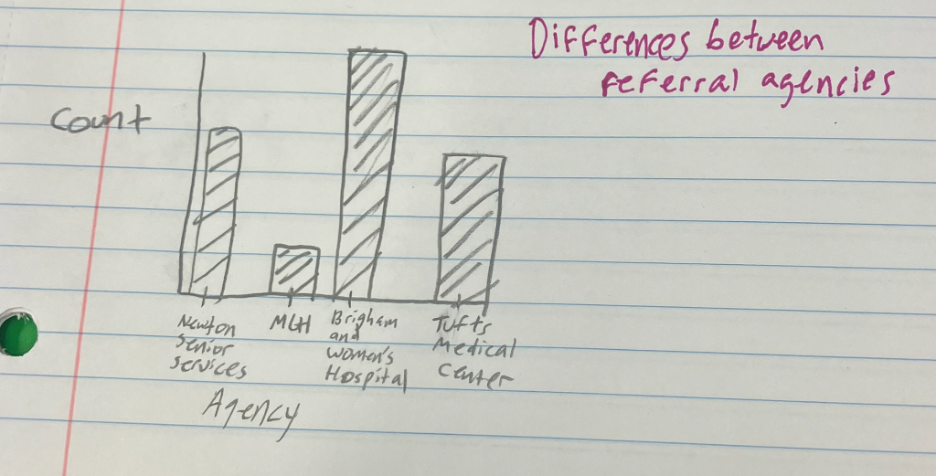 Differences between
referral agencies
Count
Newton
Senior
Services
MGH
Brigham
and
Women's
Hospital
Tufts
Medical
Center
Agency